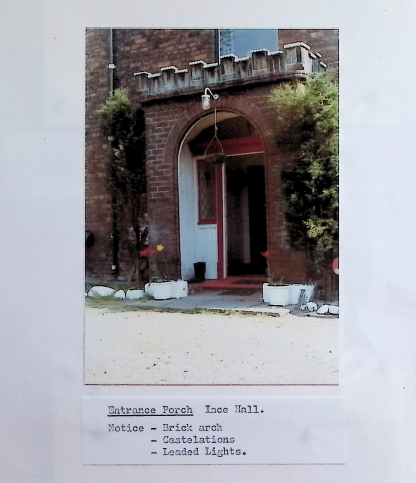 Entrance Porch Ince Hall.
Notice - Brick arch
- Castelations
- Leaded Lights.